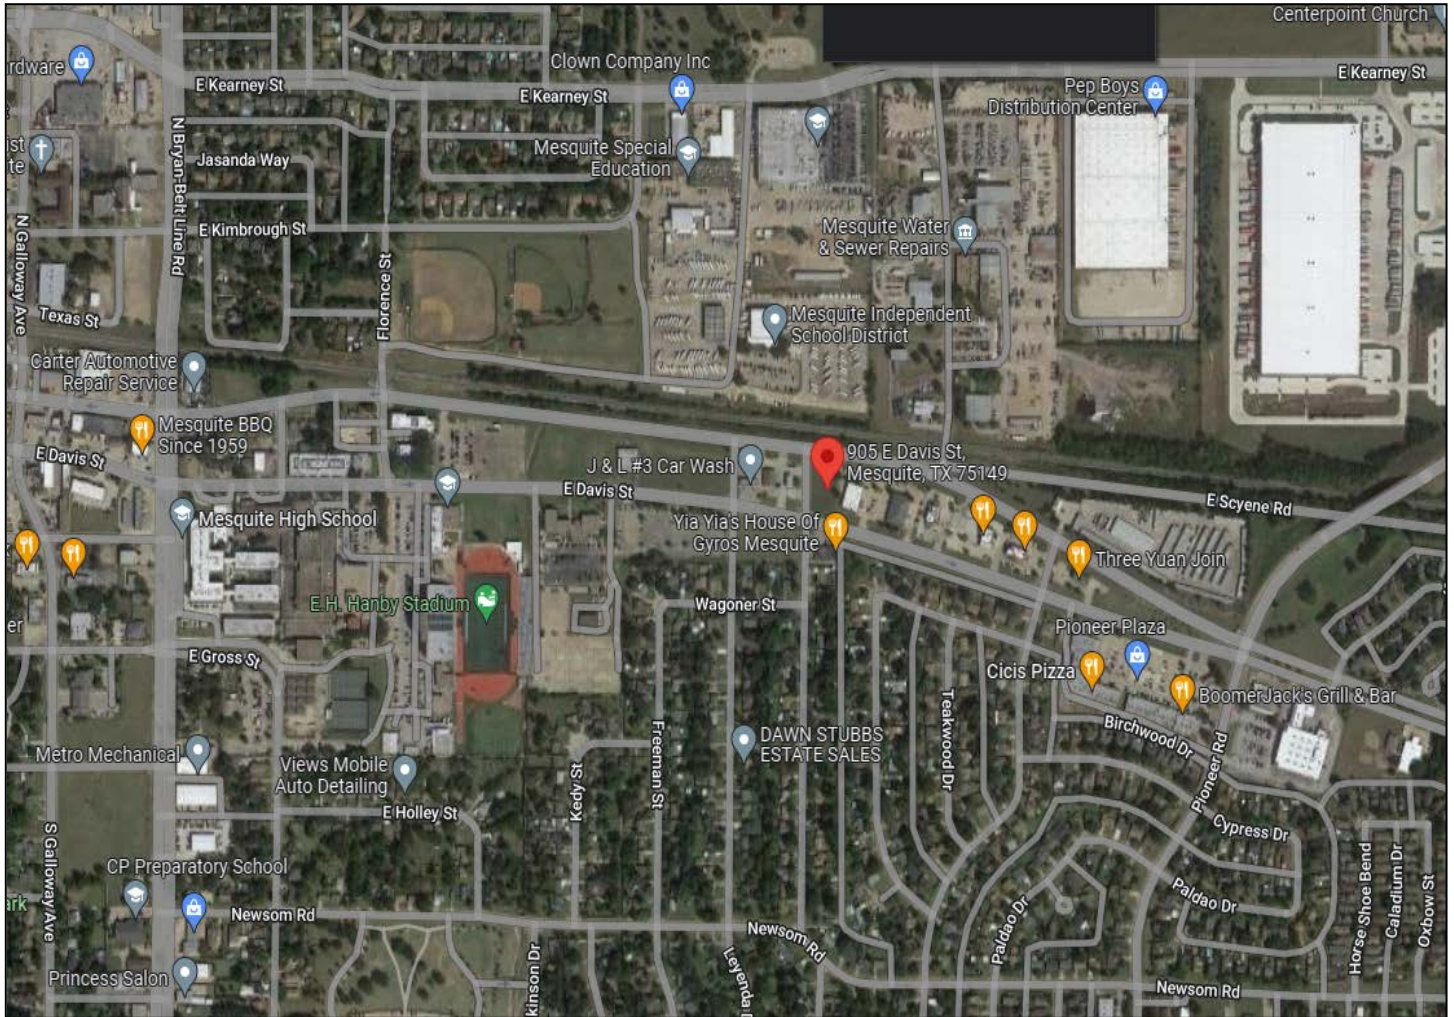 Centerpoint Church
rdware
Clown Company Inc
E Kearney St
E Kearney St
E Kearney St
Pep Boys
Distribution Center
N Bryan-Belt Line Rd
ist
te
Jasanda Way
Mesquite Special
Education
N Galloway Ave
E Kimbrough St
Mesquite Water
& Sewer Repairs
Florence St
Texas St
Mesquite Independent
School District
Carter Automotive
Repair Service
Mesquite BBQ
Since 1959
E Davis St
J & L #3 Car Wash
905 E Davis St,
Mesquite, TX 75149
E Davis St
E Scyene Rd
Mesquite High School
Yia Yia's House Of
Gyros Mesquite
Three Yuan Join
E.H. Hanby Stadium
Wagoner St
er
Pioneer Plaza
E Gross St
Cicis Pizza
BoomerJack's Grill & Bar
Teakwood Dr
Birchwood Dr
Metro Mechanical
Views Mobile
Auto Detailing
DAWN STUBBS
ESTATE SALES
Freeman St
Kedy St
Pioneer Rd
E Holley St
Cypress Dr
S Galloway Ave
CP Preparatory School
ark
Newsom Rd
Paldao Dr
Paldao Dr
Horse Shoe Bend
Caladium Dr
Oxbow St
Newsom Rd
Princess Salon
kinson Dr
Leyenda
Newsom Rd